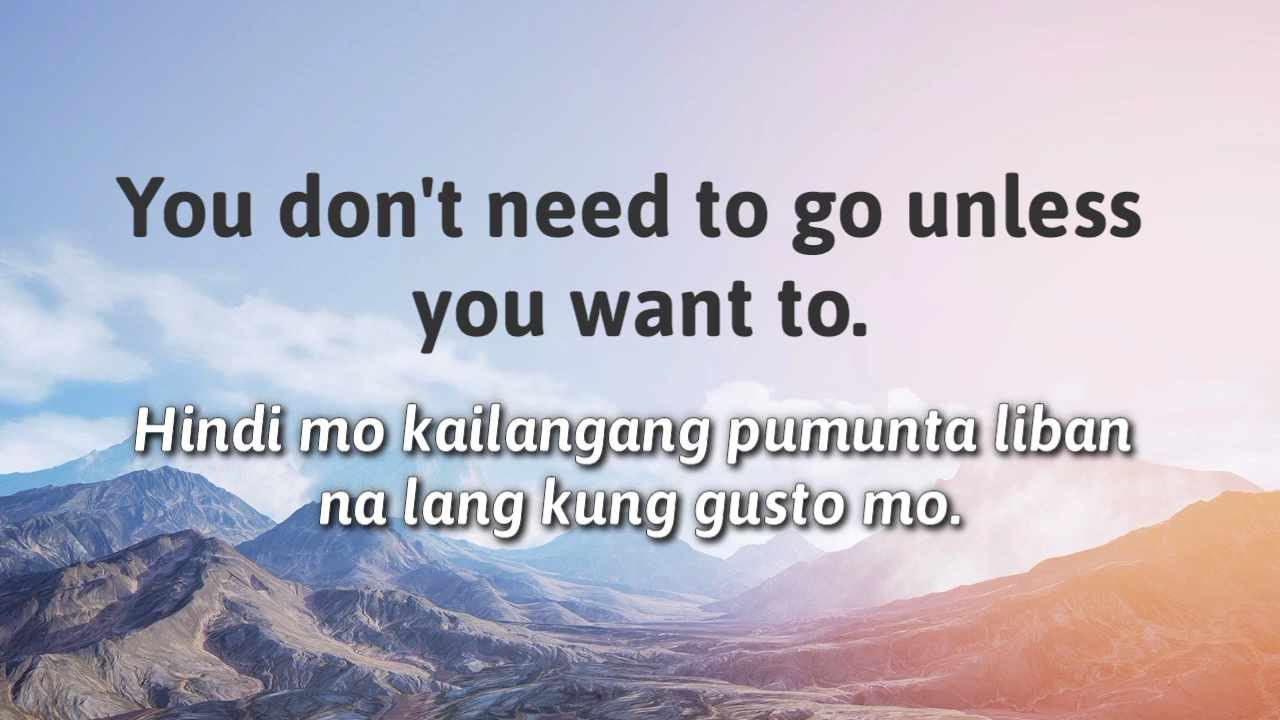 You don't need to go unless
you want to.
Hindi mo kailangang pumunta liban
na lang kung gusto mo.